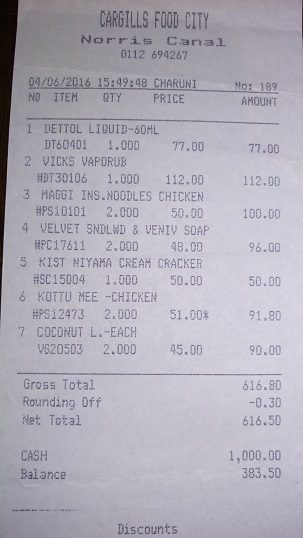 CARGILLS FOOD CITY
Norris Canal
0112 694267
04/06/2016 15:49:48 CHARUNI No: 189
NO ITEM QTY PRICE AMOUNT
1 DETTOL LIQUID-60ML
DT60401 1.000 77.00 77.00
2 VICKS VAPORUB
#DT30106 1.000 112.00 112.00
3 MAGGI INS.NOODLES CHICKEN
#PS10101 2.000 50.00 100.00
4 VELVET SNDLWD & VENIV SOAP
#PC17611 2.000 48.00 96.00
5 KIST NIYAMA CREAM CRACKER
#SC15004 1.000 50.00 50.00
6 KOTTU MEE -CHICKEN
#PS12473 2.000 51.00* 91.80
7 COCONUT L.-EACH
VG20503 2.000 45.00 90.00
Gross Total 616.80
Rounding Off -0.30
Net Total 616.50
CASH 1,000.00
Balance 383.50
Discounts